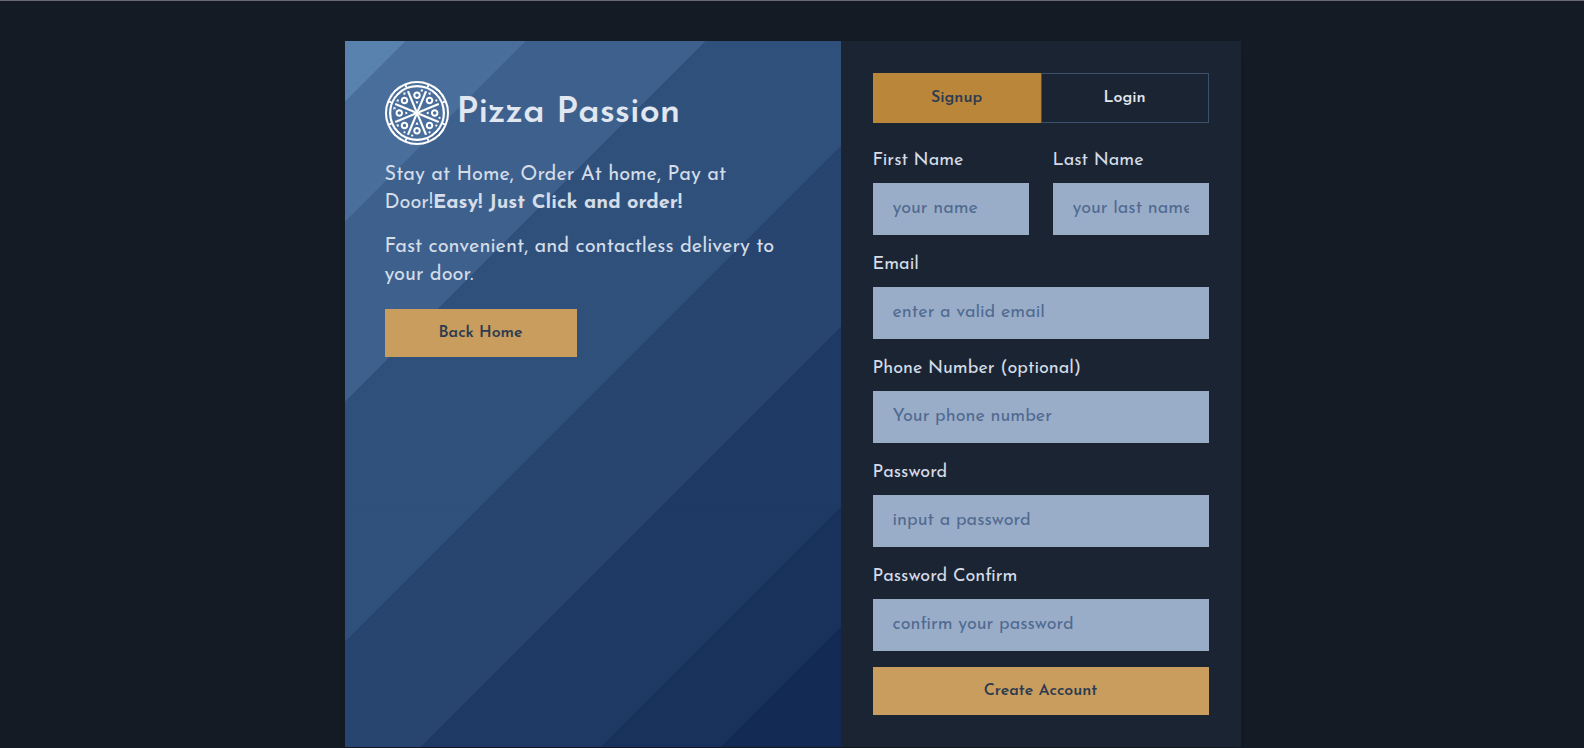 Pizza Passion
Stay at Home, Order At home, Pay at
Door!Easy! Just Click and order!
Fast convenient, and contactless delivery to
your door.
Back Home
Signup
Login
First Name
Last Name
your name
your last name
Email
enter a valid email
Phone Number (optional)
Your phone number
Password
input a password
Password Confirm
confirm your password
Create Account